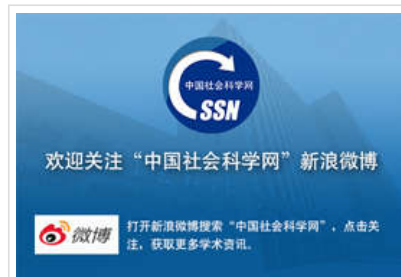 中国社会科学网
SSN
欢迎关注“中国社会科学网”新浪微博
微博
打开新浪微博搜索“中国社会科学网”，点击关
注，获取更多学术资讯。